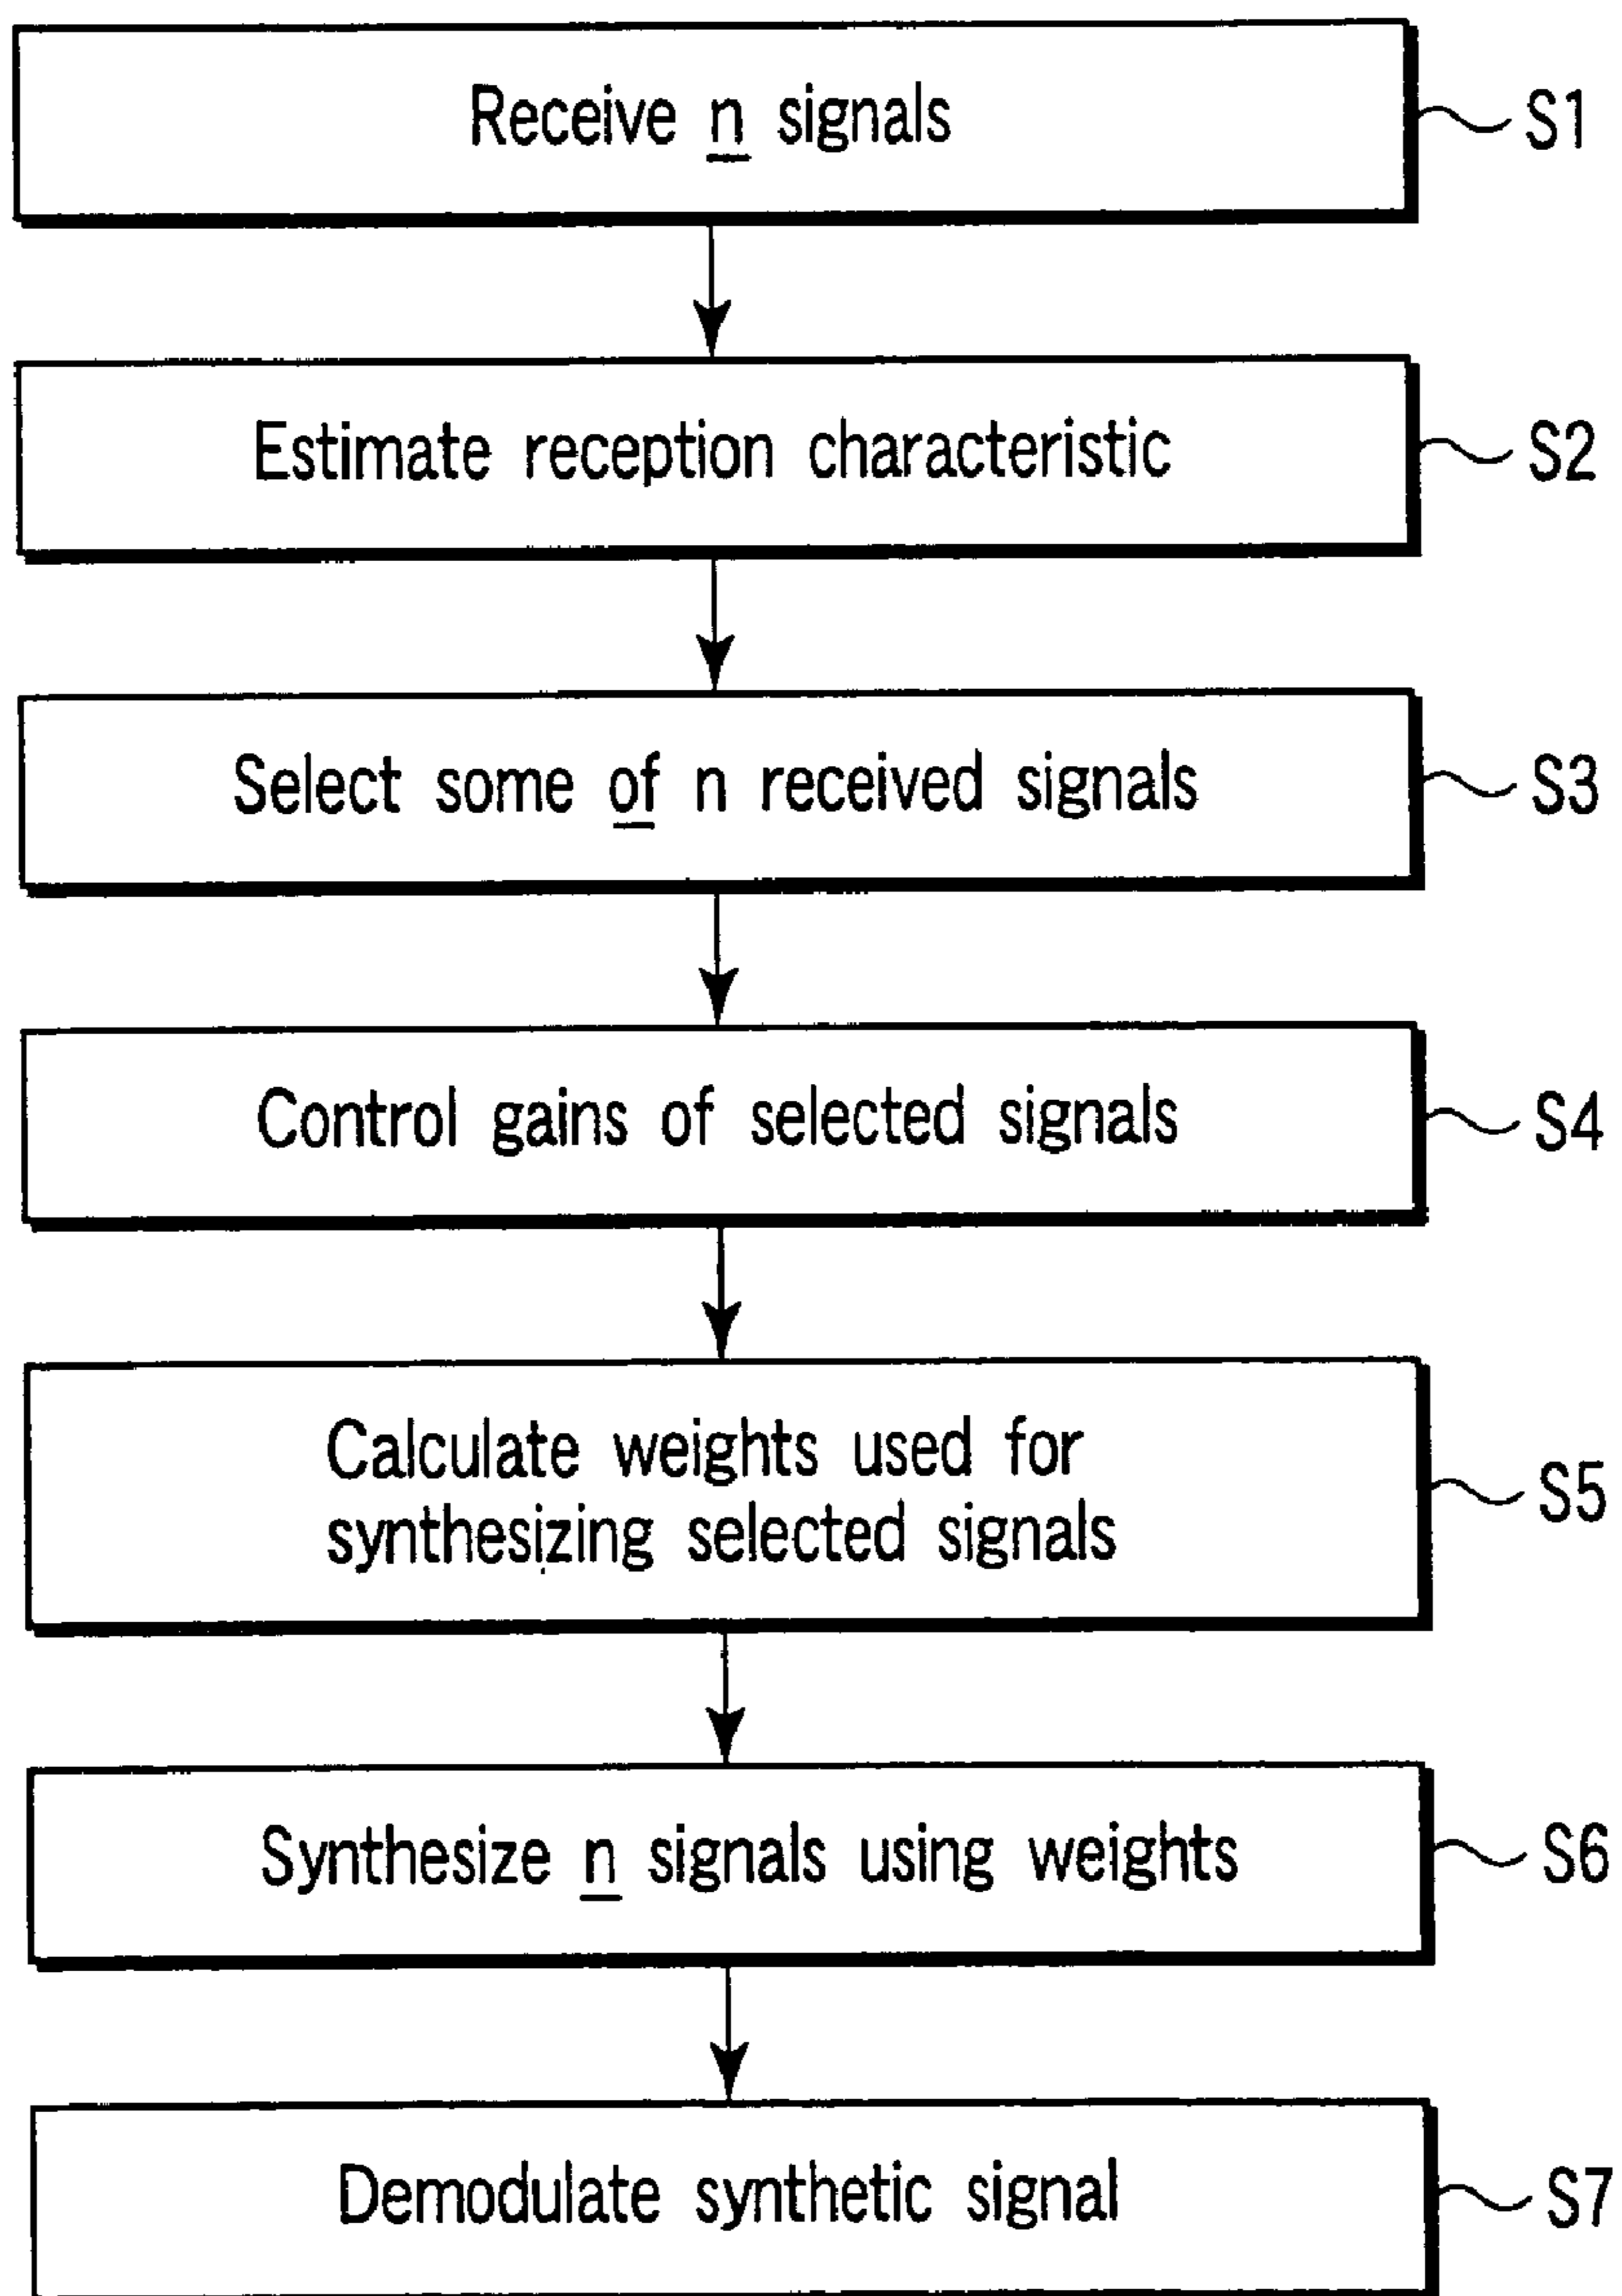 Receive n signals S1
Estimate reception characteristic S2
Select some of n received signals S3
Control gains of selected signals S4
Calculate weights used for
synthesizing selected signals S5
Synthesize n signals using weights S6
Demodulate synthetic signal S7